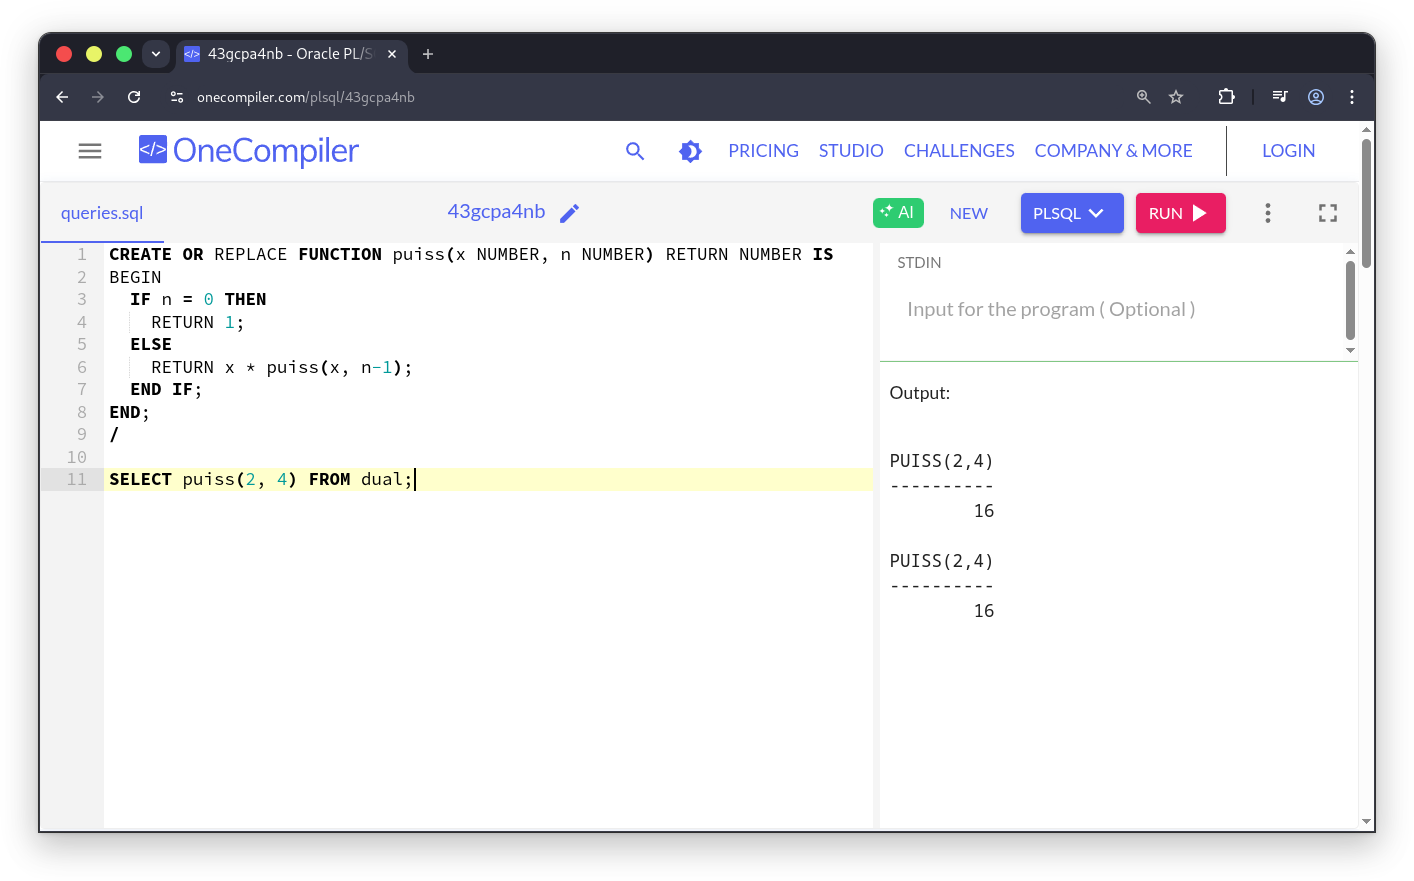 43gcpa4nb - Oracle PL/S
onecompiler.com/plsql/43gcpa4nb
</> OneCompiler
PRICING STUDIO CHALLENGES COMPANY & MORE LOGIN
queries.sql 43gcpa4nb AI NEW PLSQL RUN
1 CREATE OR REPLACE FUNCTION puiss(x NUMBER, n NUMBER) RETURN NUMBER IS
2 BEGIN
3   IF n = 0 THEN
4     RETURN 1;
5   ELSE
6     RETURN x * puiss(x, n-1);
7   END IF;
8 END;
9 /
10
11 SELECT puiss(2, 4) FROM dual;
STDIN
Input for the program ( Optional )
Output:
PUISS(2,4)
----------
        16
PUISS(2,4)
----------
        16